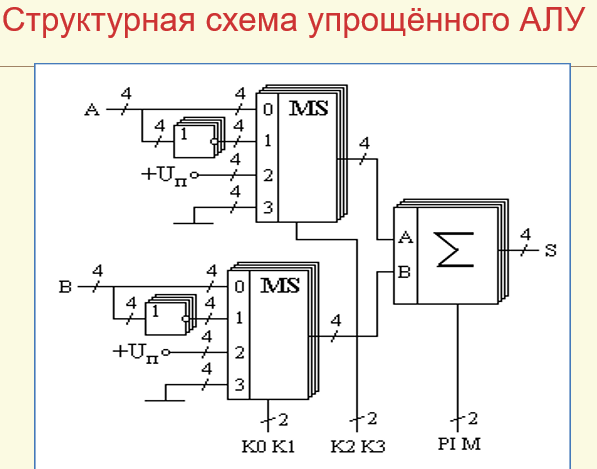 Структурная схема упрощённого АЛУ
4 4
A 0 MS
4 1 4 1 4
+Uп 4 2
4 3
A Σ 4 S
B
4 4
B 0 MS
4 1 4 1 4
+Uп 4 2
4 3
2 2 2
K0 K1 K2 K3 PI M